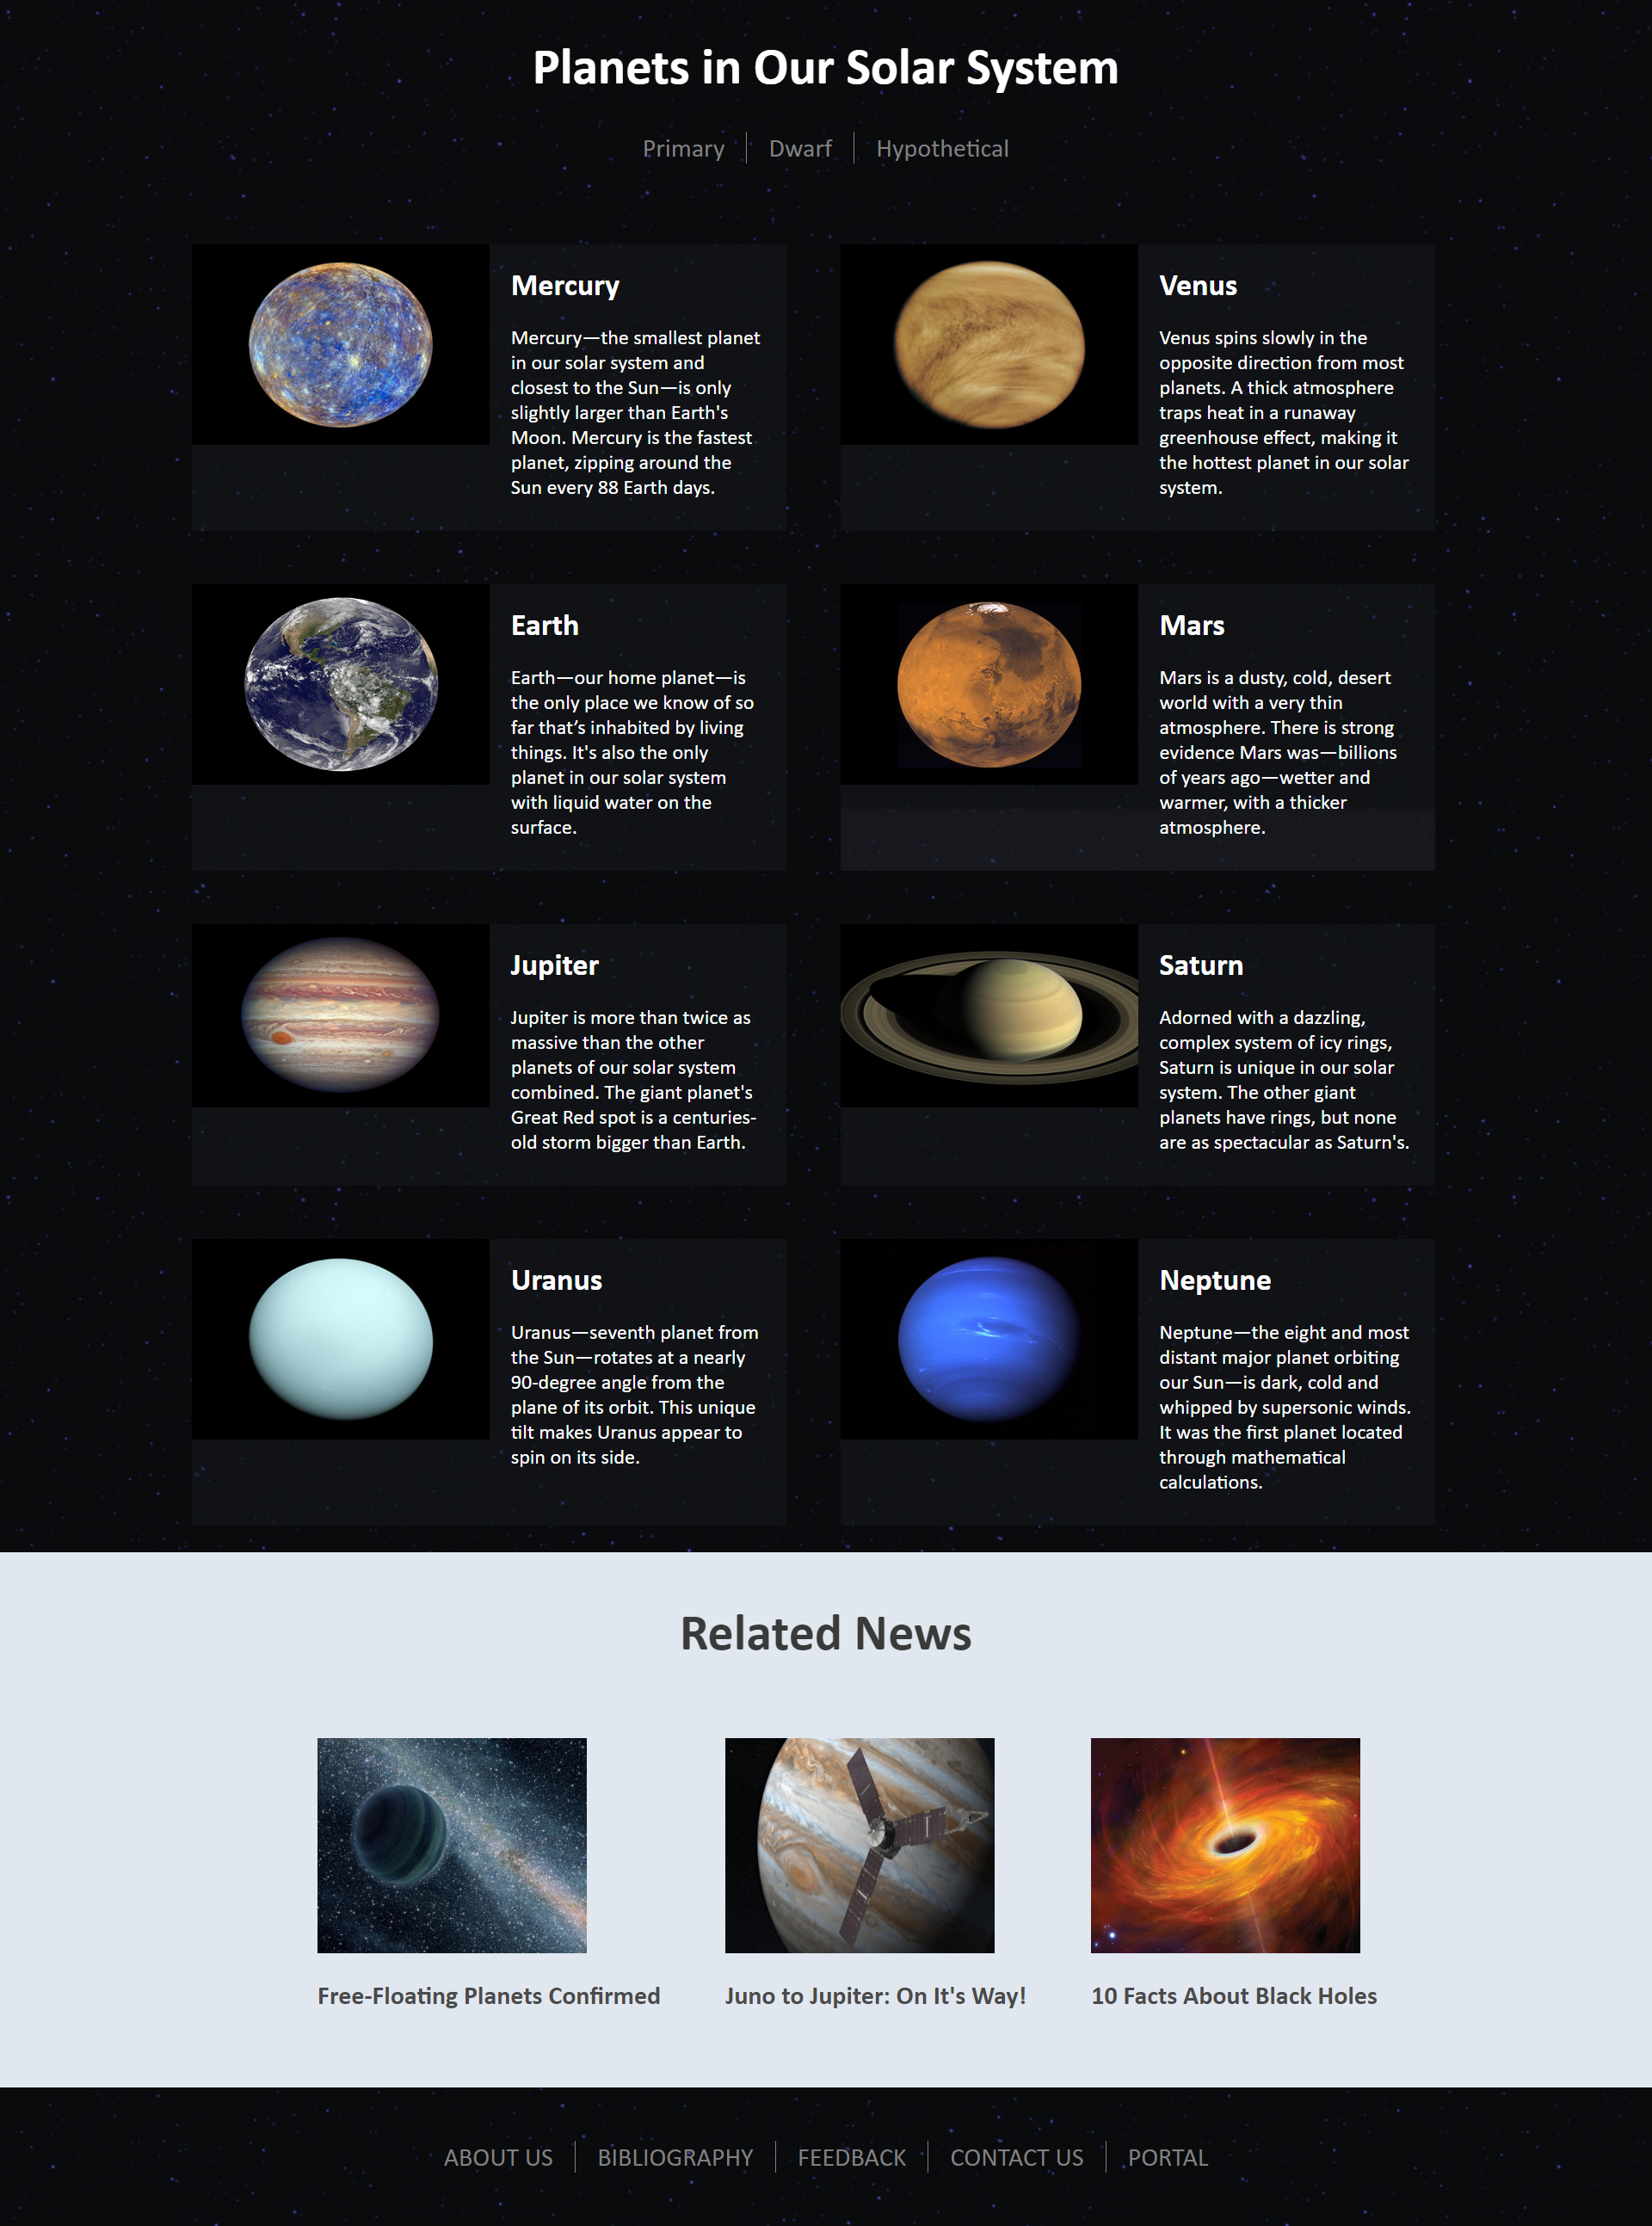 Planets in Our Solar System
Primary
Dwarf
Hypothetical
Mercury
Mercury—the smallest planet
in our solar system and
closest to the Sun—is only
slightly larger than Earth's
Moon. Mercury is the fastest
planet, zipping around the
Sun every 88 Earth days.
Venus
Venus spins slowly in the
opposite direction from most
planets. A thick atmosphere
traps heat in a runaway
greenhouse effect, making it
the hottest planet in our solar
system.
Earth
Earth—our home planet—is
the only place we know of so
far that’s inhabited by living
things. It's also the only
planet in our solar system
with liquid water on the
surface.
Mars
Mars is a dusty, cold, desert
world with a very thin
atmosphere. There is strong
evidence Mars was—billions
of years ago—wetter and
warmer, with a thicker
atmosphere.
Jupiter
Jupiter is more than twice as
massive than the other
planets of our solar system
combined. The giant planet's
Great Red spot is a centuries-
old storm bigger than Earth.
Saturn
Adorned with a dazzling,
complex system of icy rings,
Saturn is unique in our solar
system. The other giant
planets have rings, but none
are as spectacular as Saturn's.
Uranus
Uranus—seventh planet from
the Sun—rotates at a nearly
90-degree angle from the
plane of its orbit. This unique
tilt makes Uranus appear to
spin on its side.
Neptune
Neptune—the eight and most
distant major planet orbiting
our Sun—is dark, cold and
whipped by supersonic winds.
It was the first planet located
through mathematical
calculations.
Related News
Free-Floating Planets Confirmed
Juno to Jupiter: On It's Way!
10 Facts About Black Holes
ABOUT US
BIBLIOGRAPHY
FEEDBACK
CONTACT US
PORTAL